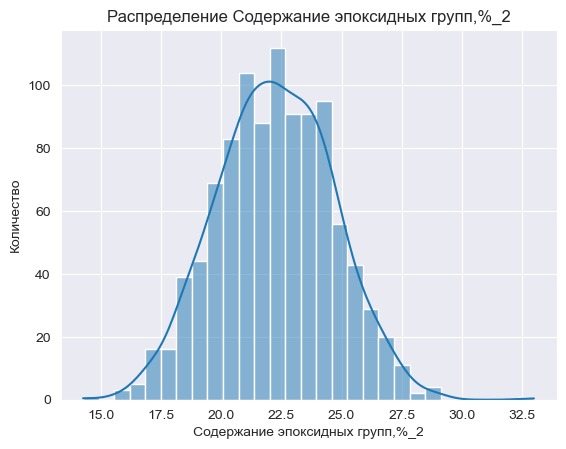 Распределение Содержание эпоксидных групп,%_2
Количество
100
80
60
40
20
0
15.0 17.5 20.0 22.5 25.0 27.5 30.0 32.5
Содержание эпоксидных групп,%_2